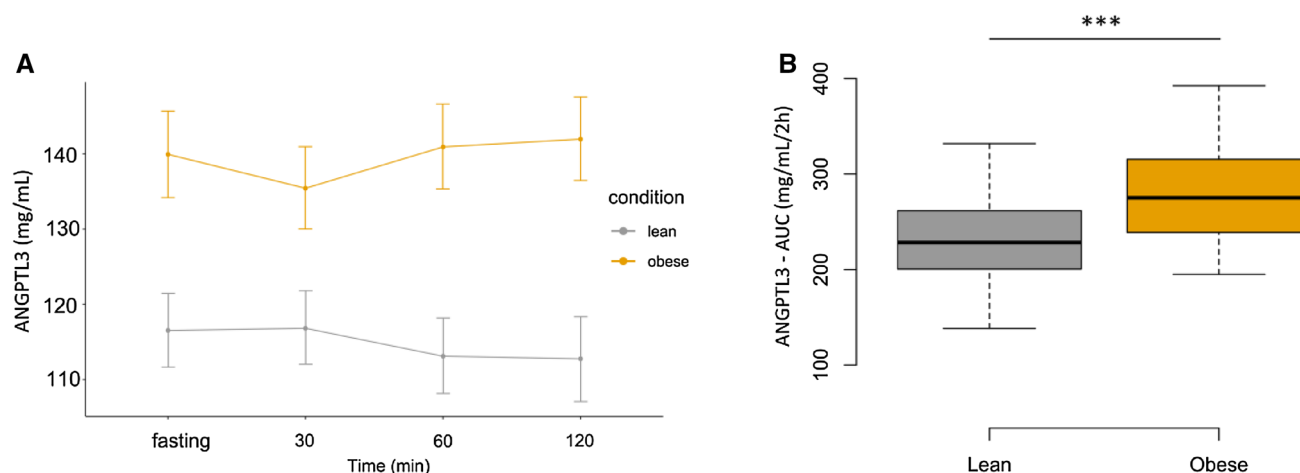 A
ANGPTL3 (mg/mL)
140
130
120
110
fasting
30
60
120
Time (min)
condition
lean
obese
B
***
ANGPTL3 - AUC (mg/mL/2h)
400
300
200
100
Lean
Obese